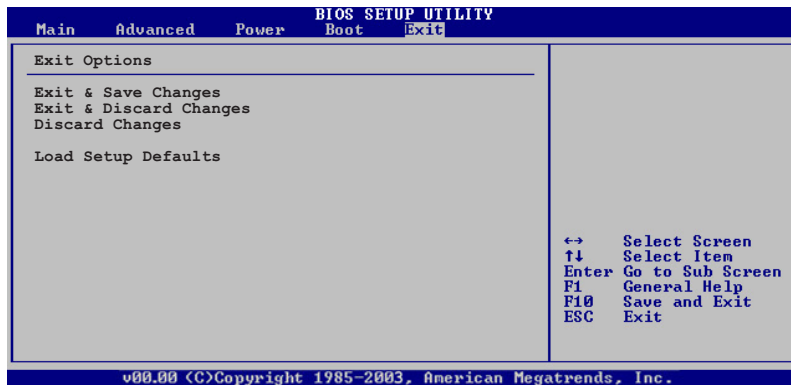 BIOS SETUP UTILITY
Main Advanced Power Boot Exit
Exit Options
Exit & Save Changes
Exit & Discard Changes
Discard Changes
Load Setup Defaults
←→ Select Screen
↑↓ Select Item
Enter Go to Sub Screen
F1 General Help
F10 Save and Exit
ESC Exit
v00.00 (C)Copyright 1985-2003, American Megatrends, Inc.